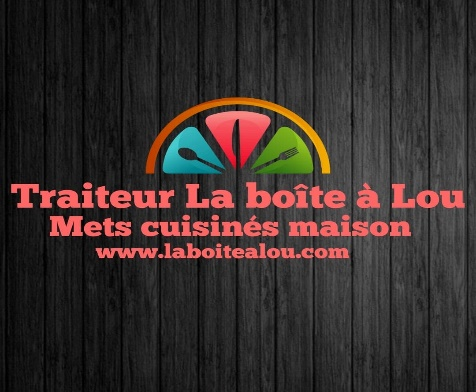 Traiteur La boîte à Lou
Mets cuisinés maison
www.laboitealou.com